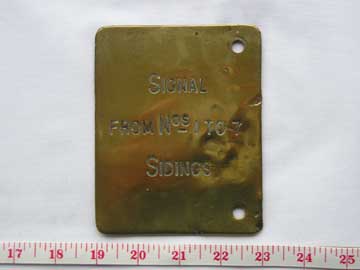 SIGNAL
FROM NOS 1 TO 7
SIDINGS
17 18 19 20 21 22 23 24 25